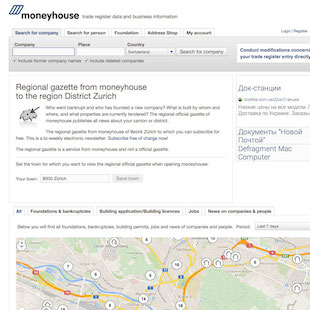 moneyhouse trade register data and business information
Login | Register
Search for company Search for person Foundation Address Shop My account
Company Place Country
Switzerland Search for company
Include former company names Include deleted companies
Conduct modifications concerning
your trade register entry directly
Regional gazette from moneyhouse
to the region District Zurich
Who went bankrupt and who has founded a new company? What is built by whom and
where, and what properties are currently tendered? The regional official gazette of
moneyhouse publishes all news about your canton or district.
The regional gazette from moneyhouse of Bezirk Zürich to which you can subscribe for
free. This is a bi-weekly electronic newsletter. Subscribe free of charge now!
The regional gazette is a service from moneyhouse and not a official gazette.
Set the town for which you want to view the regional official gazette when opening moneyhouse:
Your town: 8000 Zürich Save town
Док-станции
Низкие цены на все модели.
Доставка по Украине. Заказывай
Документы "Новой
Почтой"
Defragment Mac
Computer
All Foundations & bankruptcies Building application/Building licences Jobs News on companies & people
Below you will find all foundations, bankruptcies, building permits, jobs and news of companies and people. Period: Last 7 days